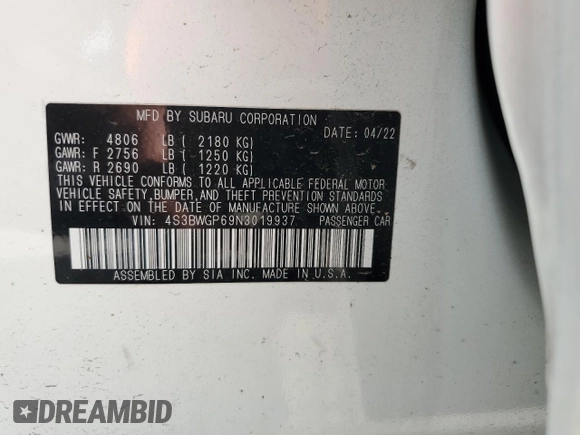 MFD BY SUBARU CORPORATION
DATE: 04/22
GVWR: 4806 LB ( 2180 KG)
GAWR: F 2756 LB ( 1250 KG)
GAWR: R 2690 LB ( 1220 KG)
THIS VEHICLE CONFORMS TO ALL APPLICABLE FEDERAL MOTOR
VEHICLE SAFETY,BUMPER,AND THEFT PREVENTION STANDARDS
IN EFFECT ON THE DATE OF MANUFACTURE SHOWN ABOVE.
VIN: 4S3BWGP69N3019937 PASSENGER CAR
ASSEMBLED BY SIA INC. MADE IN U.S.A.
DREAMBID